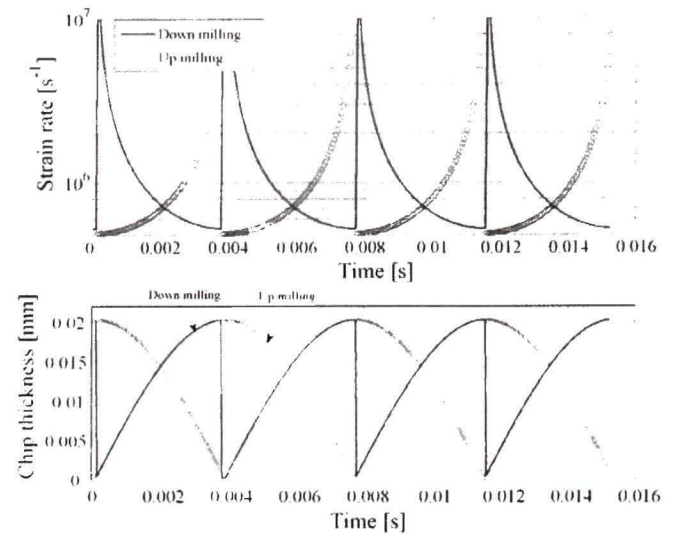 10^7
Down milling
Up milling
Strain rate [s^-1]
10^6
0 0.002 0.004 0.006 0.008 0.01 0.012 0.014 0.016
Time [s]
Down milling Up milling
Chip thickness [mm]
0.02
0.015
0.01
0.005
0
0 0.002 0.004 0.006 0.008 0.01 0.012 0.014 0.016
Time [s]